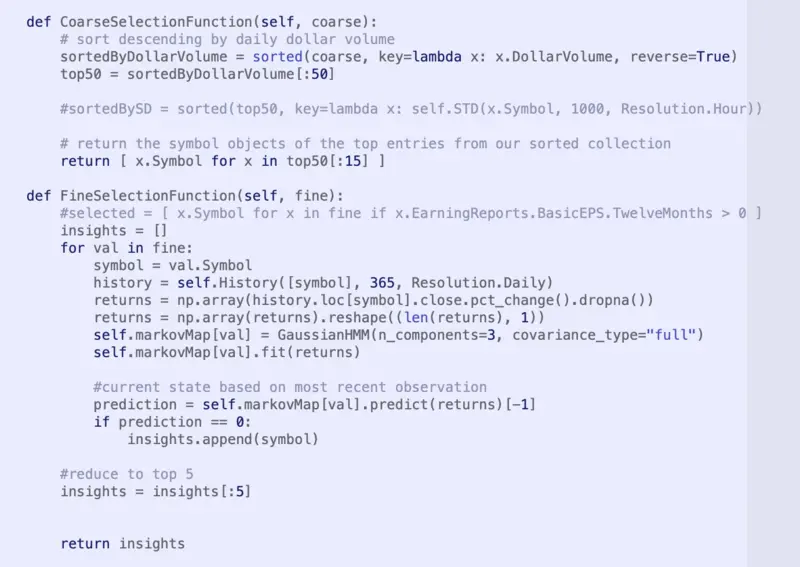 def CoarseSelectionFunction(self, coarse):
    # sort descending by daily dollar volume
    sortedByDollarVolume = sorted(coarse, key=lambda x: x.DollarVolume, reverse=True)
    top50 = sortedByDollarVolume[:50]
    #sortedBySD = sorted(top50, key=lambda x: self.STD(x.Symbol, 1000, Resolution.Hour))
    # return the symbol objects of the top entries from our sorted collection
    return [ x.Symbol for x in top50[:15] ]
def FineSelectionFunction(self, fine):
    #selected = [ x.Symbol for x in fine if x.EarningReports.BasicEPS.TwelveMonths > 0 ]
    insights = []
    for val in fine:
        symbol = val.Symbol
        history = self.History([symbol], 365, Resolution.Daily)
        returns = np.array(history.loc[symbol].close.pct_change().dropna())
        returns = np.array(returns).reshape((len(returns), 1))
        self.markovMap[val] = GaussianHMM(n_components=3, covariance_type="full")
        self.markovMap[val].fit(returns)
        #current state based on most recent observation
        prediction = self.markovMap[val].predict(returns)[-1]
        if prediction == 0:
            insights.append(symbol)
    #reduce to top 5
    insights = insights[:5]
    return insights